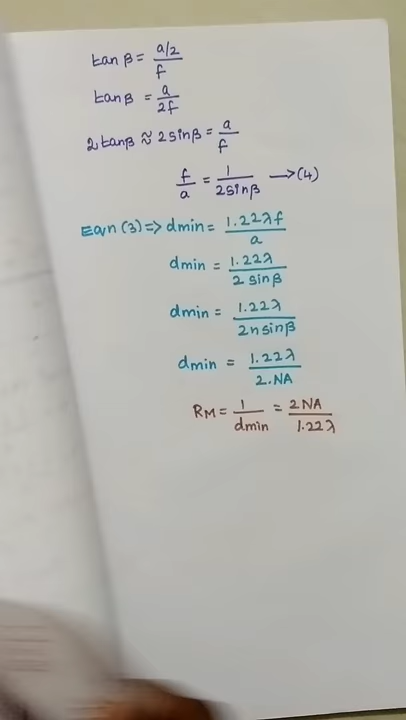 tan β = a/2 / f
tan β = a / 2f
2 tan β ≈ 2 sin β = a / f
f / a = 1 / 2 sin β → (4)
Eqn (3) => dmin = 1.22λf / a
dmin = 1.22λ / 2 sin β
dmin = 1.22λ / 2n sin β
dmin = 1.22λ / 2.NA
RM = 1 / dmin = 2NA / 1.22λ